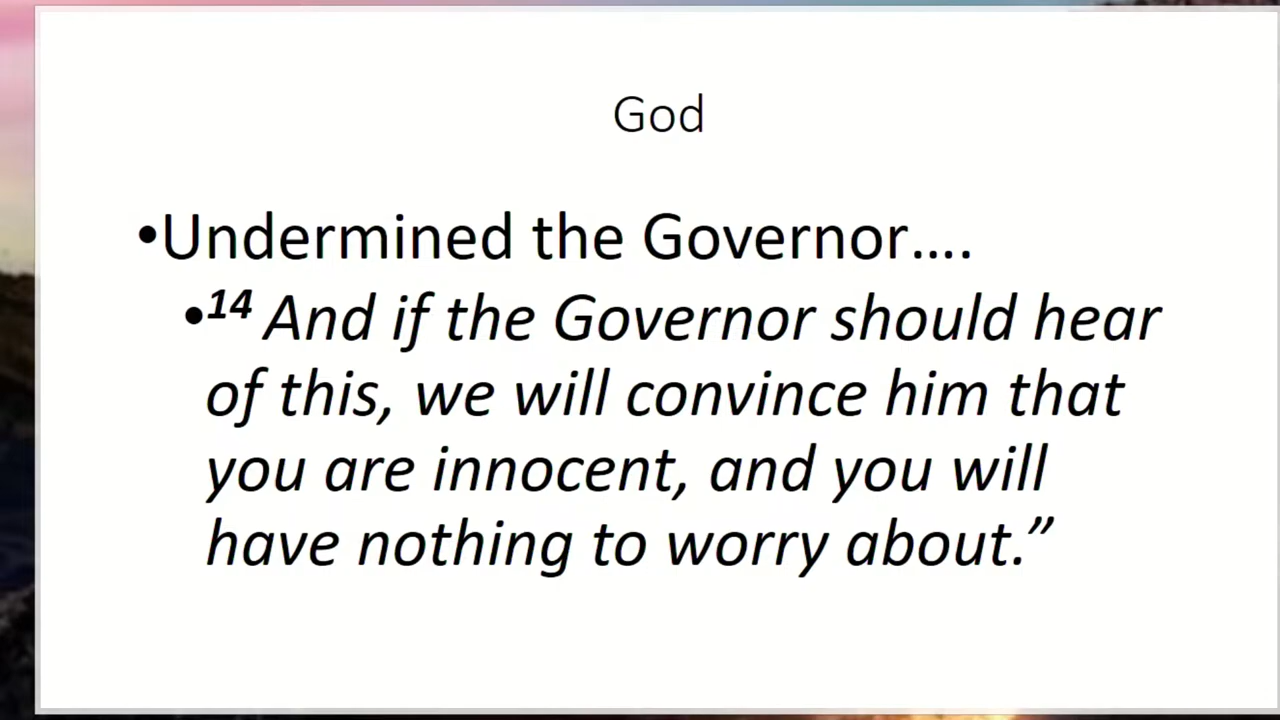 God
•Undermined the Governor....
•14 And if the Governor should hear
of this, we will convince him that
you are innocent, and you will
have nothing to worry about.”